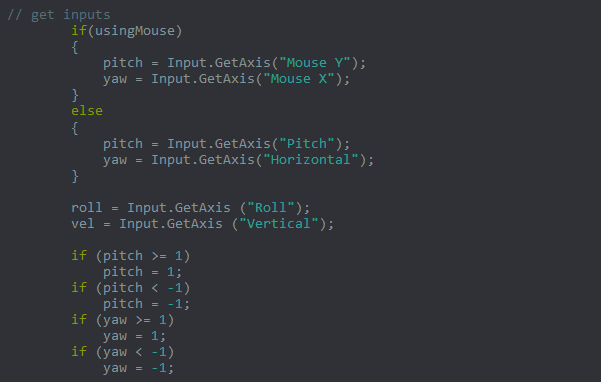 // get inputs
if(usingMouse)
{
pitch = Input.GetAxis("Mouse Y");
yaw = Input.GetAxis("Mouse X");
}
else
{
pitch = Input.GetAxis("Pitch");
yaw = Input.GetAxis("Horizontal");
}
roll = Input.GetAxis ("Roll");
vel = Input.GetAxis ("Vertical");
if (pitch >= 1)
pitch = 1;
if (pitch < -1)
pitch = -1;
if (yaw >= 1)
yaw = 1;
if (yaw < -1)
yaw = -1;